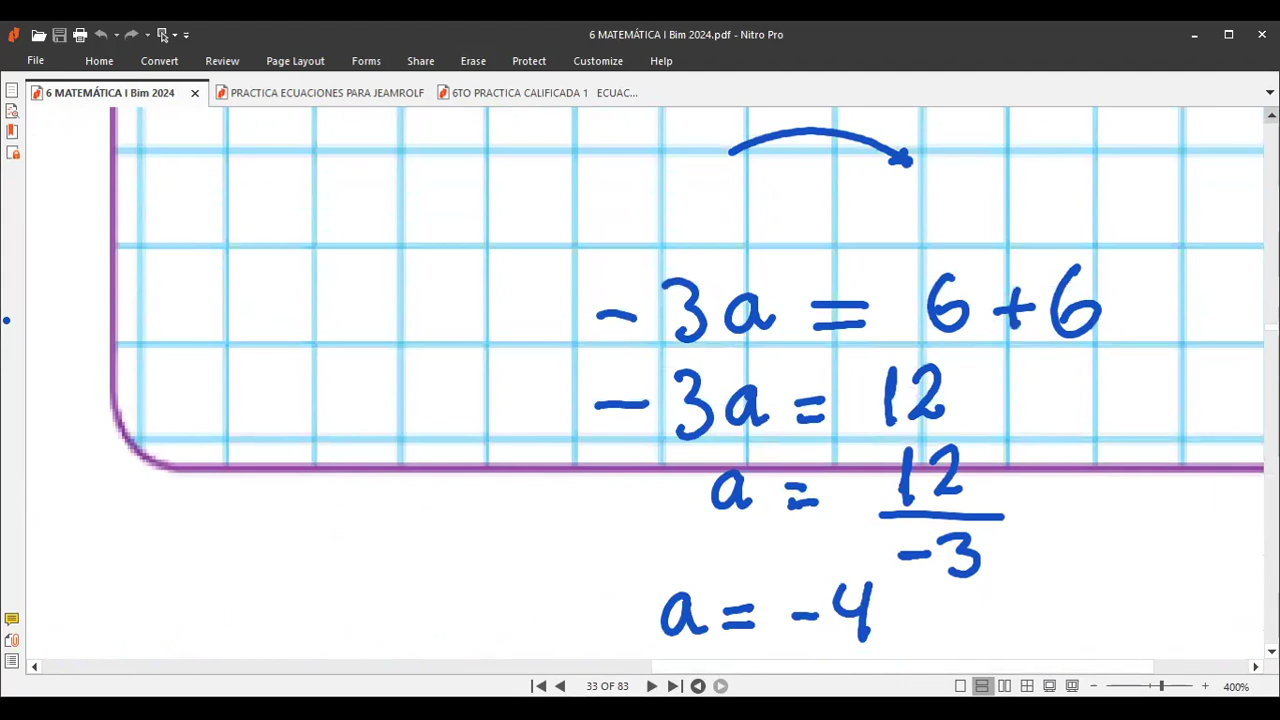 6 MATEMÁTICA I Bim 2024.pdf - Nitro Pro
File Home Convert Review Page Layout Forms Share Erase Protect Customize Help
6 MATEMÁTICA I Bim 2024 PRACTICA ECUACIONES PARA JEAMROLF 6TO PRACTICA CALIFICADA 1 ECUAC...
-3a = 6+6
-3a = 12
a = 12/-3
a = -4
33 OF 83 400%